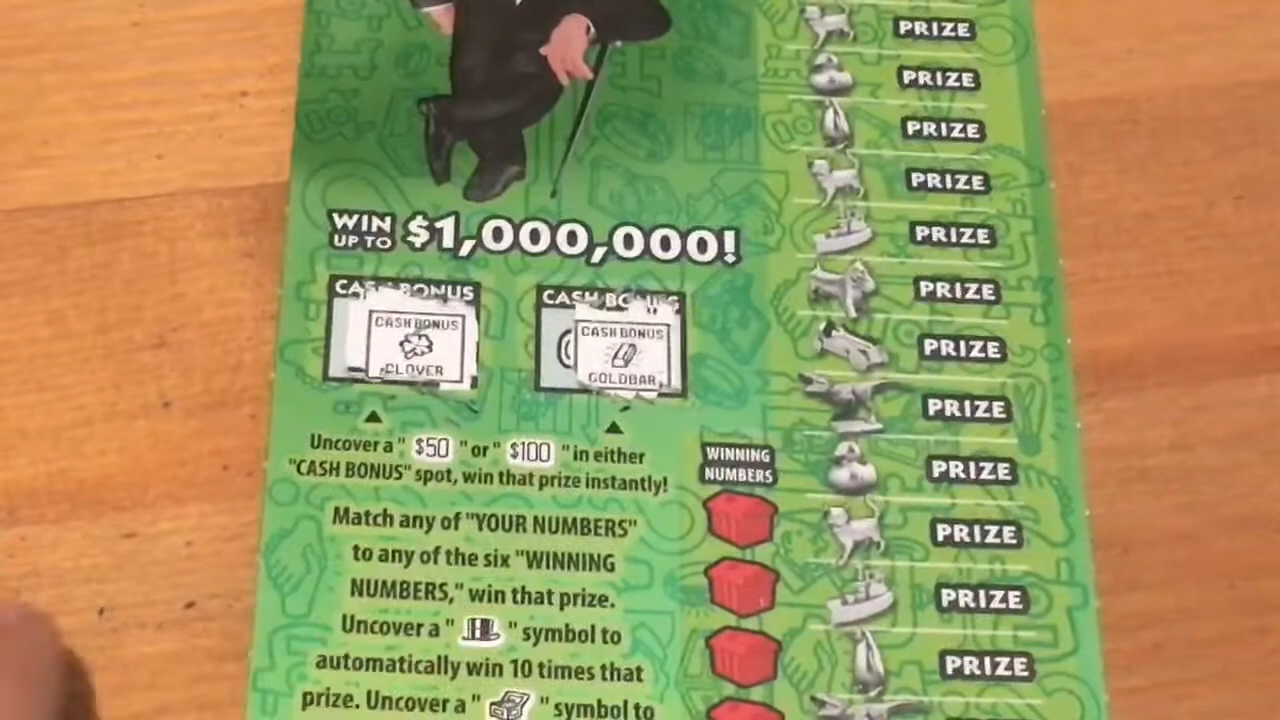 WIN UP TO $1,000,000!
CASH BONUS
CASH BONUS
CLOVER
CASH BONUS
CASH BONUS
GOLDBAR
Uncover a " $50 " or " $100 " in either
"CASH BONUS" spot, win that prize instantly!
Match any of "YOUR NUMBERS"
to any of the six "WINNING
NUMBERS," win that prize.
Uncover a " " symbol to
automatically win 10 times that
prize. Uncover a " " symbol to
WINNING
NUMBERS
PRIZE
PRIZE
PRIZE
PRIZE
PRIZE
PRIZE
PRIZE
PRIZE
PRIZE
PRIZE
PRIZE
PRIZE